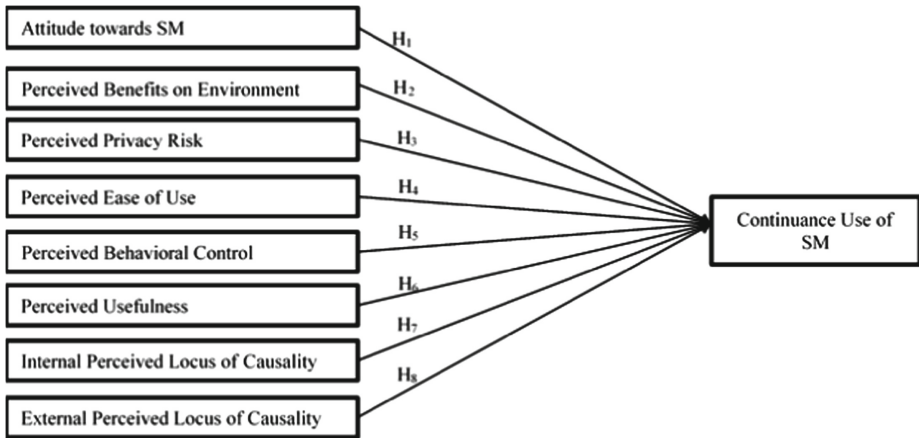 Attitude towards SM
H₁
Perceived Benefits on Environment
H₂
Perceived Privacy Risk
H₃
Perceived Ease of Use
H₄
Perceived Behavioral Control
H₅
Perceived Usefulness
H₆
Internal Perceived Locus of Causality
H₇
External Perceived Locus of Causality
H₈
Continuance Use of
SM